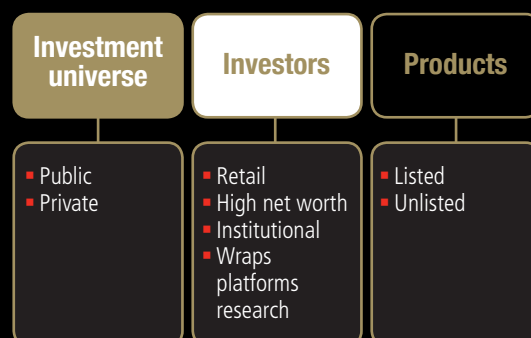 Investment
universe
Investors
Products
▪ Public
▪ Private
▪ Retail
▪ High net worth
▪ Institutional
▪ Wraps
platforms
research
▪ Listed
▪ Unlisted